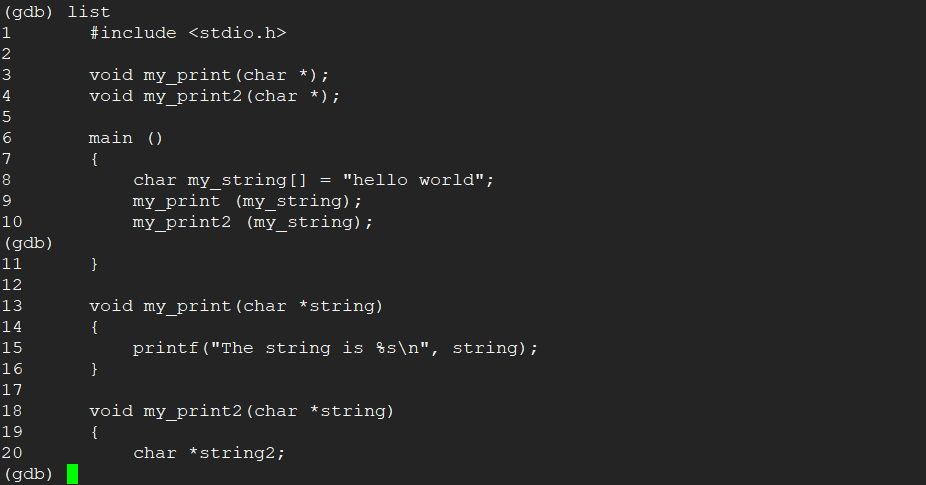 (gdb) list
1       #include <stdio.h>
2
3       void my_print(char *);
4       void my_print2(char *);
5
6       main ()
7       {
8           char my_string[] = "hello world";
9           my_print (my_string);
10          my_print2 (my_string);
(gdb)
11      }
12
13      void my_print(char *string)
14      {
15          printf("The string is %s\n", string);
16      }
17
18      void my_print2(char *string)
19      {
20          char *string2;
(gdb)